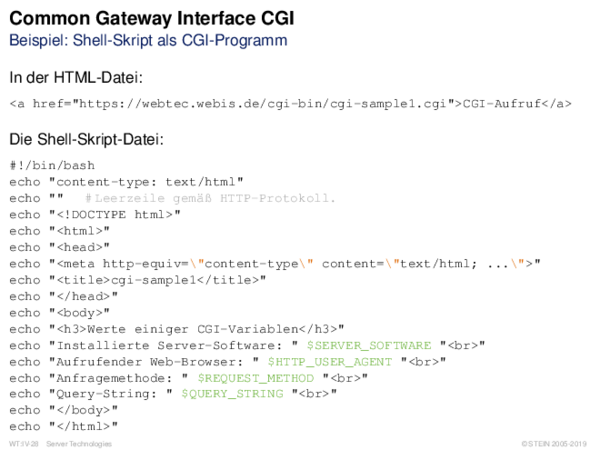 Common Gateway Interface CGI
Beispiel: Shell-Skript als CGI-Programm
In der HTML-Datei:
<a href="https://webtec.webis.de/cgi-bin/cgi-sample1.cgi">CGI-Aufruf</a>
Die Shell-Skript-Datei:
#!/bin/bash
echo "content-type: text/html"
echo "" #Leerzeile gemäß HTTP-Protokoll.
echo "<!DOCTYPE html>"
echo "<html>"
echo "<head>"
echo "<meta http-equiv=\"content-type\" content=\"text/html; ...\">"
echo "<title>cgi-sample1</title>"
echo "</head>"
echo "<body>"
echo "<h3>Werte einiger CGI-Variablen</h3>"
echo "Installierte Server-Software: " $SERVER_SOFTWARE "<br>"
echo "Aufrufender Web-Browser: " $HTTP_USER_AGENT "<br>"
echo "Anfragemethode: " $REQUEST_METHOD "<br>"
echo "Query-String: " $QUERY_STRING "<br>"
echo "</body>"
echo "</html>"
WT:IV-28 Server Technologies ©STEIN 2005-2019